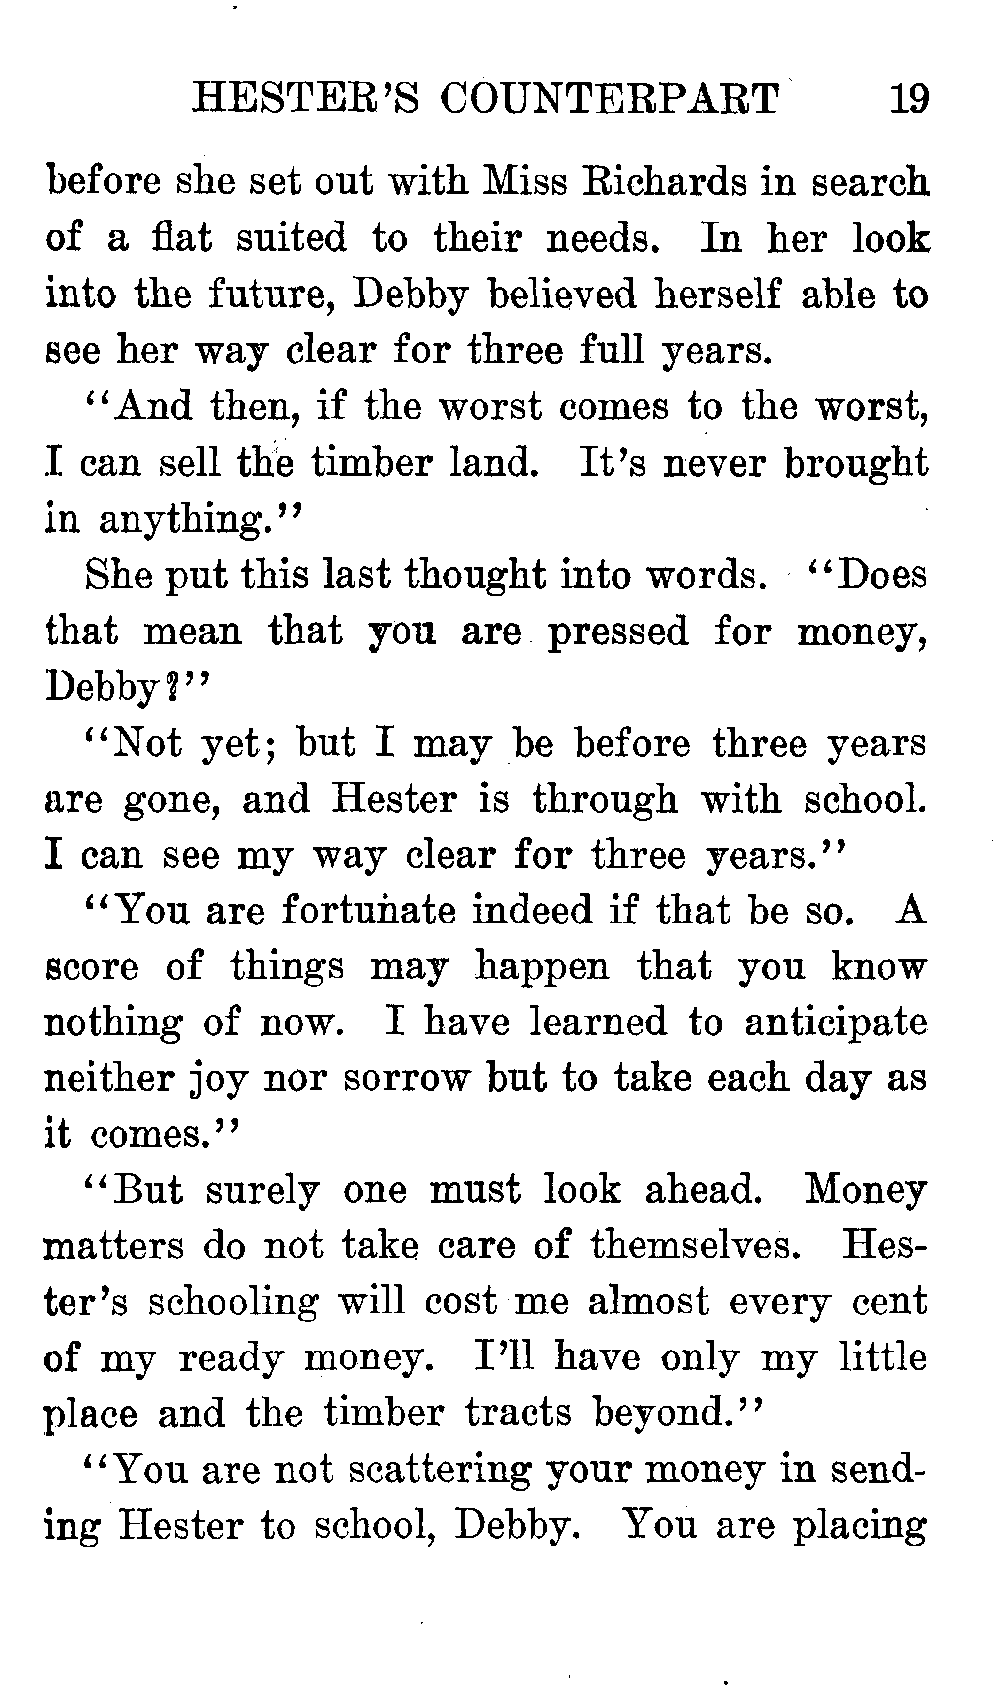 HESTER'S COUNTERPART 19
before she set out with Miss Richards in search
of a flat suited to their needs. In her look
into the future, Debby believed herself able to
see her way clear for three full years.
"And then, if the worst comes to the worst,
I can sell the timber land. It's never brought
in anything."
She put this last thought into words. "Does
that mean that you are pressed for money,
Debby?"
"Not yet; but I may be before three years
are gone, and Hester is through with school.
I can see my way clear for three years."
"You are fortunate indeed if that be so. A
score of things may happen that you know
nothing of now. I have learned to anticipate
neither joy nor sorrow but to take each day as
it comes."
"But surely one must look ahead. Money
matters do not take care of themselves. Hes-
ter's schooling will cost me almost every cent
of my ready money. I'll have only my little
place and the timber tracts beyond."
"You are not scattering your money in send-
ing Hester to school, Debby. You are placing